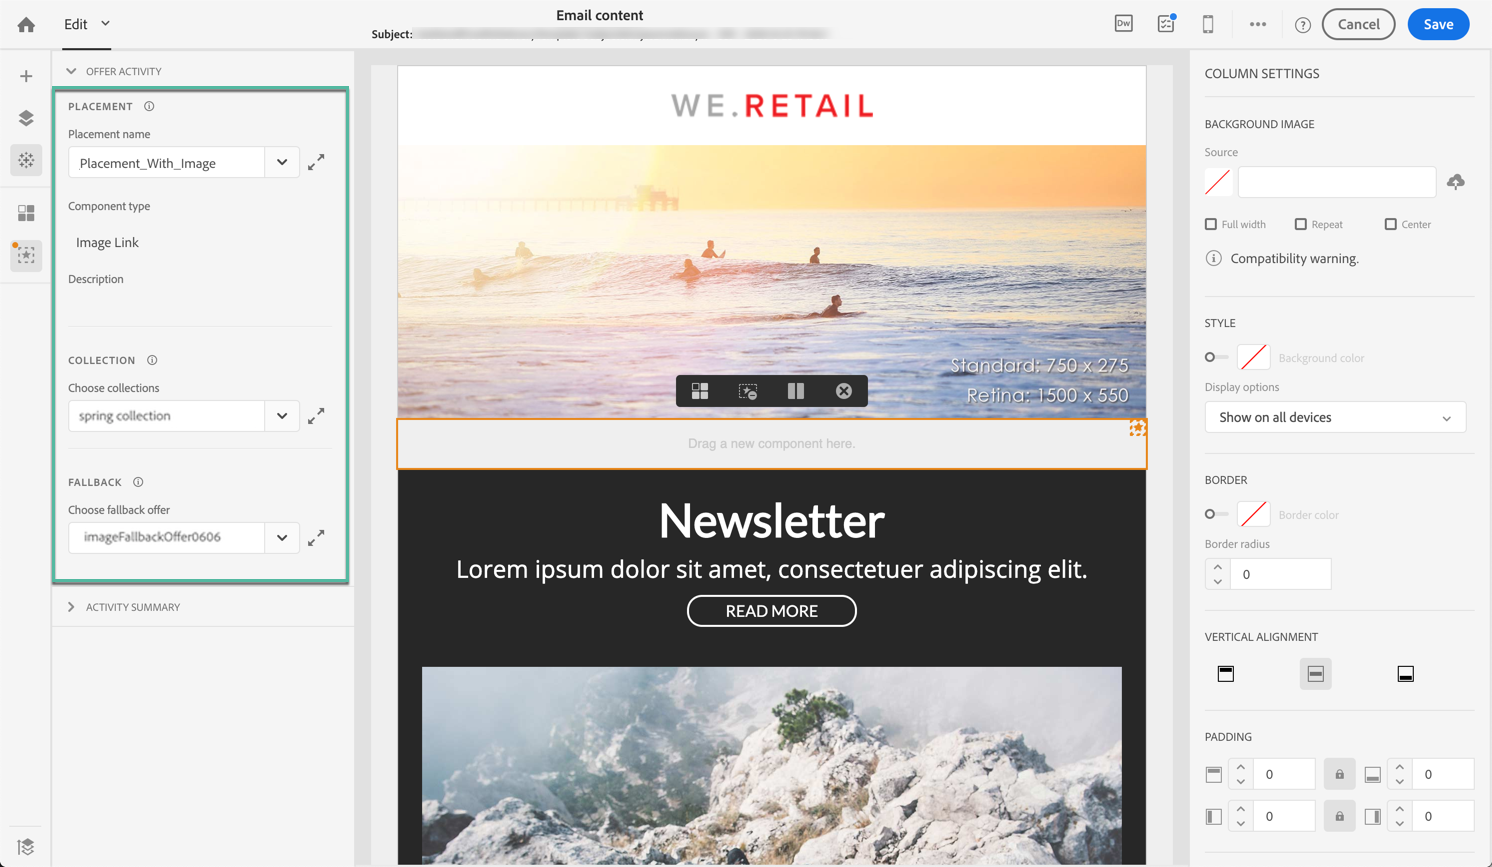 Edit
Email content
Subject:
Dw
Cancel
Save
OFFER ACTIVITY
PLACEMENT
Placement name
Placement_With_Image
Component type
Image Link
Description
COLLECTION
Choose collections
spring collection
FALLBACK
Choose fallback offer
imageFallbackOffer0606
ACTIVITY SUMMARY
WE.RETAIL
Standard: 750 x 275
Retina: 1500 x 550
Drag a new component here.
Newsletter
Lorem ipsum dolor sit amet, consectetuer adipiscing elit.
READ MORE
COLUMN SETTINGS
BACKGROUND IMAGE
Source
Full width Repeat Center
Compatibility warning.
STYLE
Background color
Display options
Show on all devices
BORDER
Border color
Border radius
0
VERTICAL ALIGNMENT
PADDING
0 0
0 0